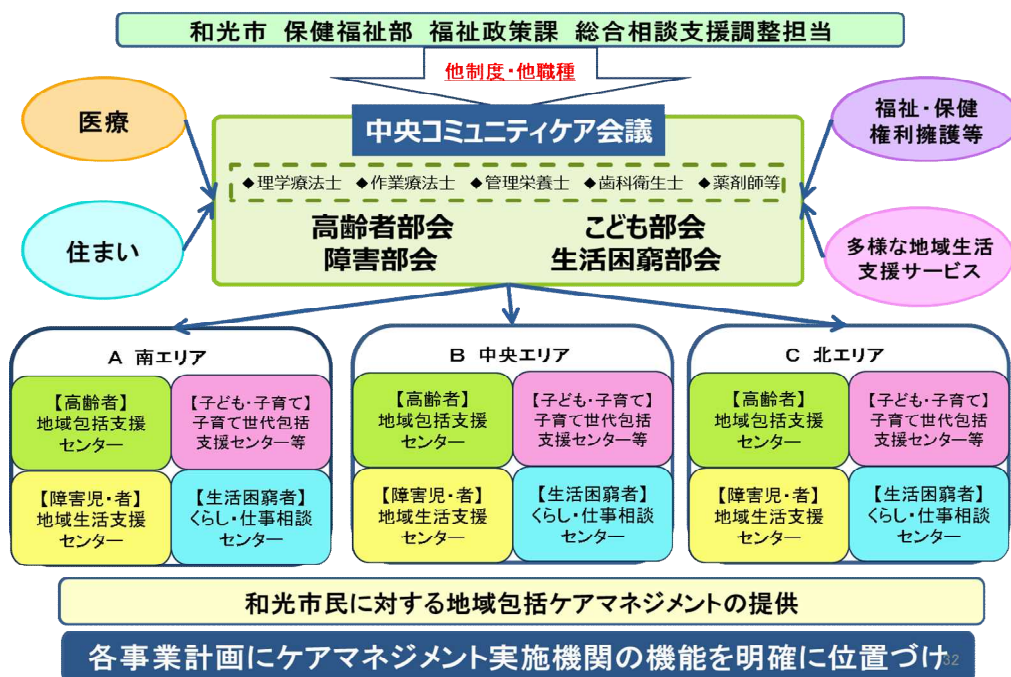 和光市 保健福祉部 福祉政策課 総合相談支援調整担当
他制度・他職種
医療
住まい
福祉・保健
権利擁護等
多様な地域生活
支援サービス
中央コミュニティケア会議
◆理学療法士 ◆作業療法士 ◆管理栄養士 ◆歯科衛生士 ◆薬剤師等
高齢者部会 こども部会
障害部会 生活困窮部会
A 南エリア
【高齢者】
地域包括支援
センター
【子ども・子育て】
子育て世代包括
支援センター等
【障害児・者】
地域生活支援
センター
【生活困窮者】
くらし・仕事相談
センター
B 中央エリア
【高齢者】
地域包括支援
センター
【子ども・子育て】
子育て世代包括
支援センター等
【障害児・者】
地域生活支援
センター
【生活困窮者】
くらし・仕事相談
センター
C 北エリア
【高齢者】
地域包括支援
センター
【子ども・子育て】
子育て世代包括
支援センター等
【障害児・者】
地域生活支援
センター
【生活困窮者】
くらし・仕事相談
センター
和光市民に対する地域包括ケアマネジメントの提供
各事業計画にケアマネジメント実施機関の機能を明確に位置づけ
32